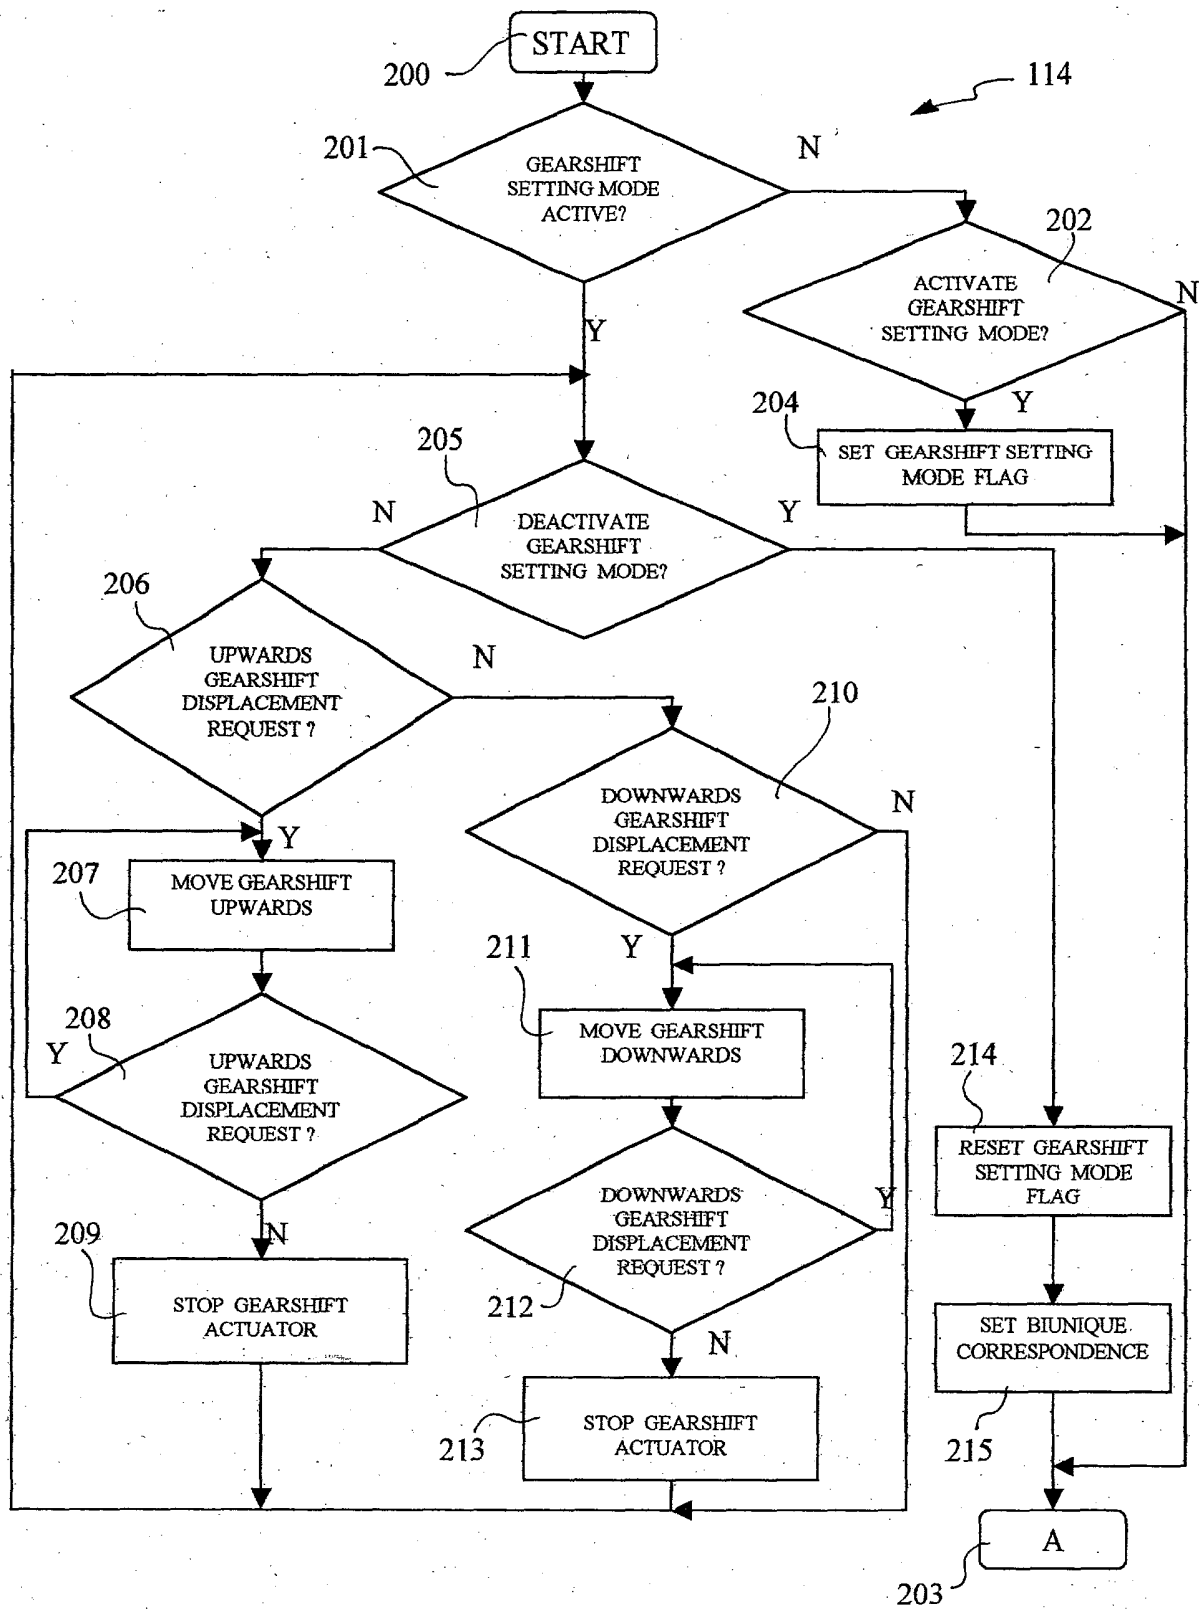 START
200
114
201
GEARSHIFT
SETTING MODE
ACTIVE?
N
202
ACTIVATE
GEARSHIFT
SETTING MODE?
N
Y
Y
204
SET GEARSHIFT SETTING
MODE FLAG
205
N
DEACTIVATE
GEARSHIFT
SETTING MODE?
Y
206
UPWARDS
GEARSHIFT
DISPLACEMENT
REQUEST ?
N
210
DOWNWARDS
GEARSHIFT
DISPLACEMENT
REQUEST ?
N
Y
207
MOVE GEARSHIFT
UPWARDS
Y
211
MOVE GEARSHIFT
DOWNWARDS
208
Y
UPWARDS
GEARSHIFT
DISPLACEMENT
REQUEST ?
214
RESET GEARSHIFT
SETTING MODE
FLAG
DOWNWARDS
GEARSHIFT
DISPLACEMENT
REQUEST ?
Y
212
N
209
N
STOP GEARSHIFT
ACTUATOR
SET BIUNIQUE
CORRESPONDENCE
215
213
STOP GEARSHIFT
ACTUATOR
A
203